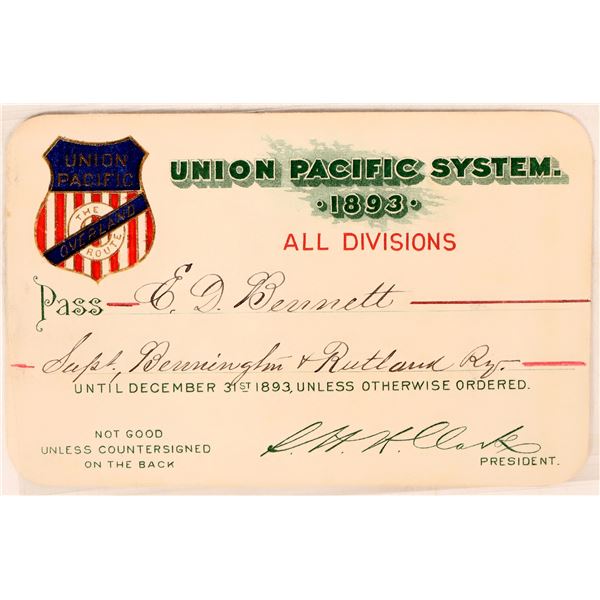 UNION
PACIFIC
THE
OVERLAND
ROUTE
UNION PACIFIC SYSTEM.
·1893·
ALL DIVISIONS
Pass E. D. Bennett
Supt, Bennington & Rutland Ry.
UNTIL DECEMBER 31ST 1893, UNLESS OTHERWISE ORDERED.
NOT GOOD
UNLESS COUNTERSIGNED
ON THE BACK
S. H. H. Clark
PRESIDENT.